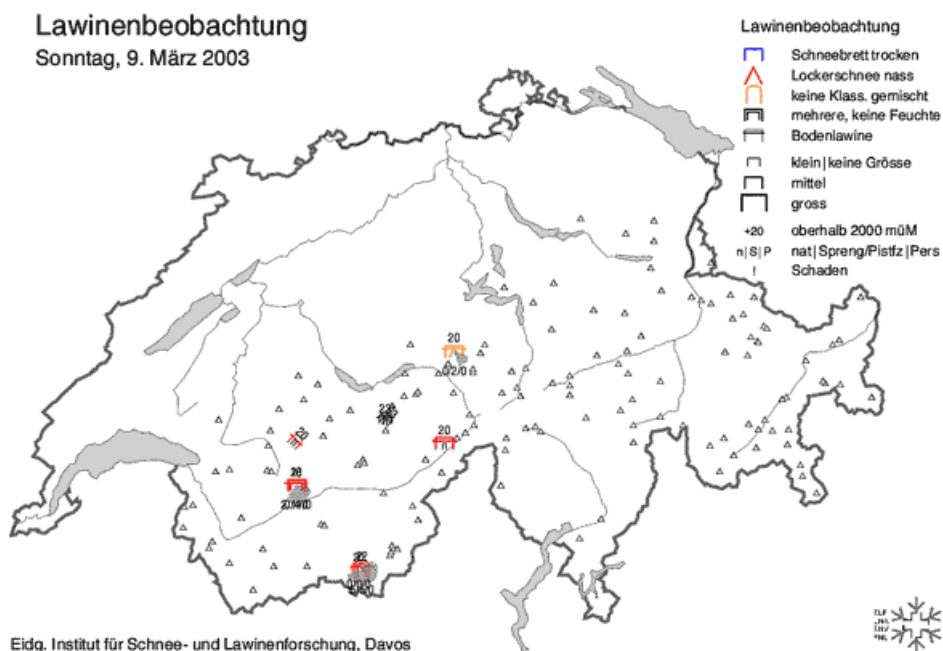 Lawinenbeobachtung
Sonntag, 9. März 2003
Lawinenbeobachtung
Schneebrett trocken
Lockerschnee nass
keine Klass. gemischt
mehrere, keine Feuchte
Bodenlawine
klein|keine Grösse
mittel
gross
+20 oberhalb 2000 müM
n|S|P nat|Spreng/Pistfz|Pers
! Schaden
20
20
Eidg. Institut für Schnee- und Lawinenforschung, Davos